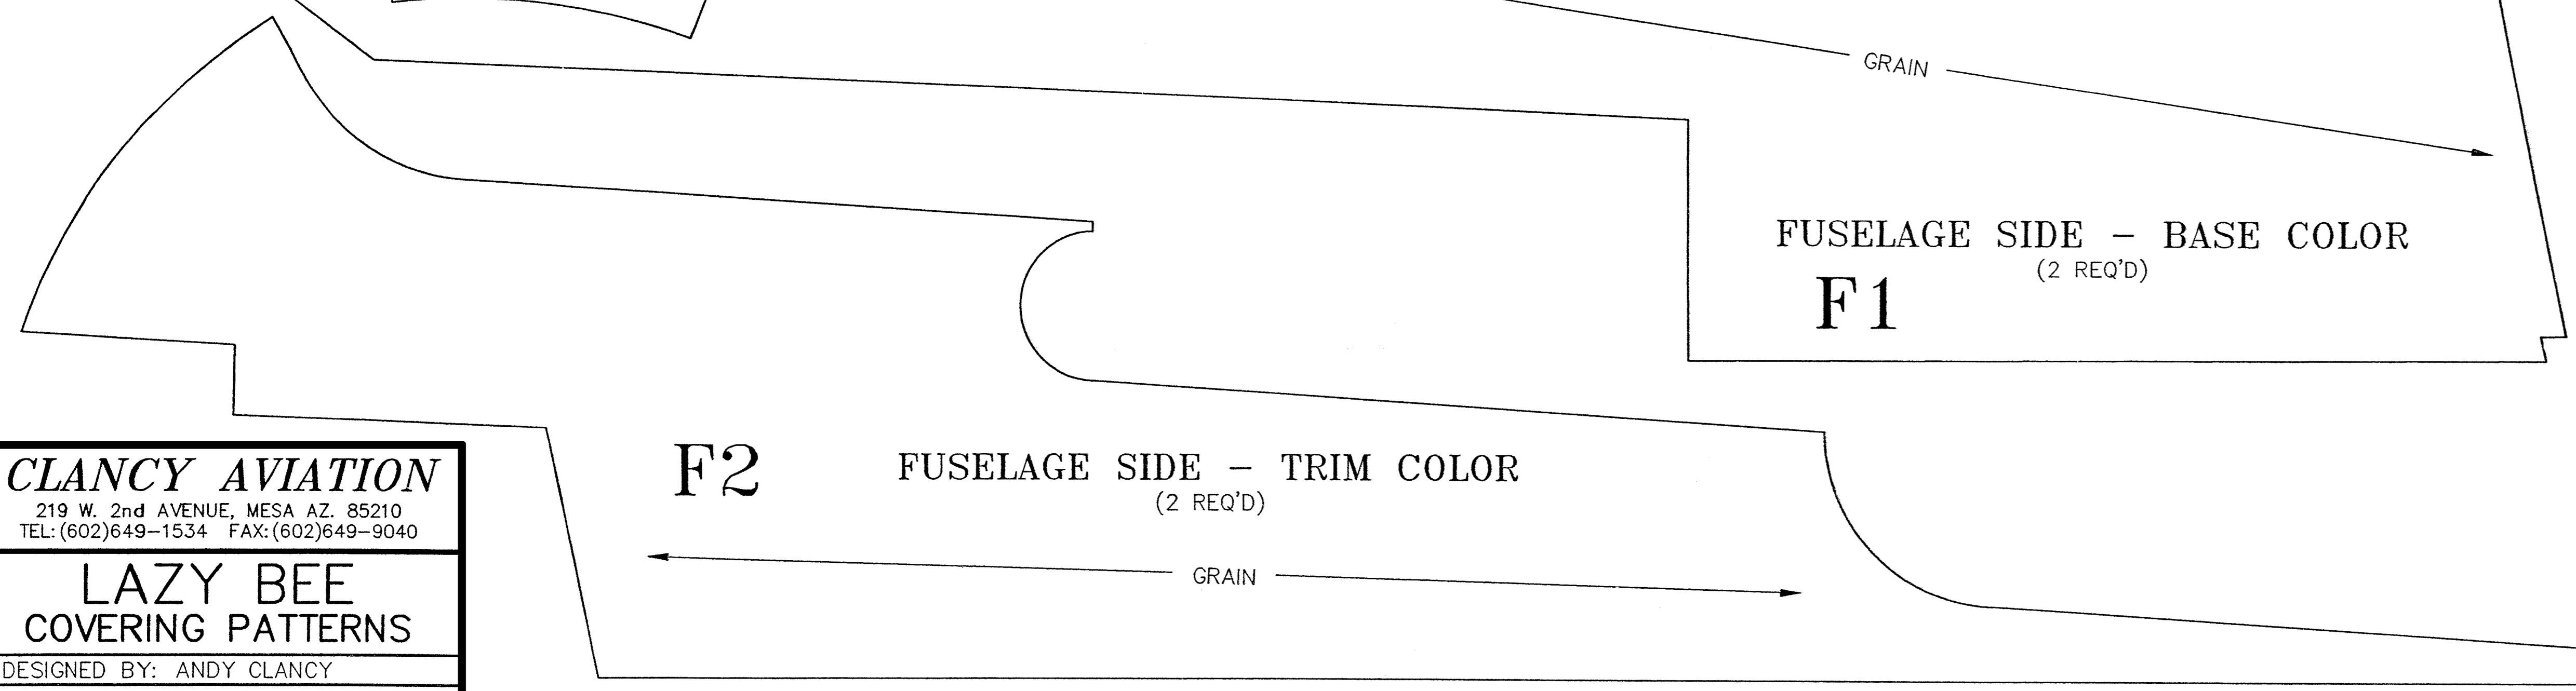 GRAIN
FUSELAGE SIDE - BASE COLOR
(2 REQ'D)
F1
F2
FUSELAGE SIDE - TRIM COLOR
(2 REQ'D)
GRAIN
CLANCY AVIATION
219 W. 2nd AVENUE, MESA AZ. 85210
TEL:(602)649-1534 FAX:(602)649-9040
LAZY BEE
COVERING PATTERNS
DESIGNED BY: ANDY CLANCY